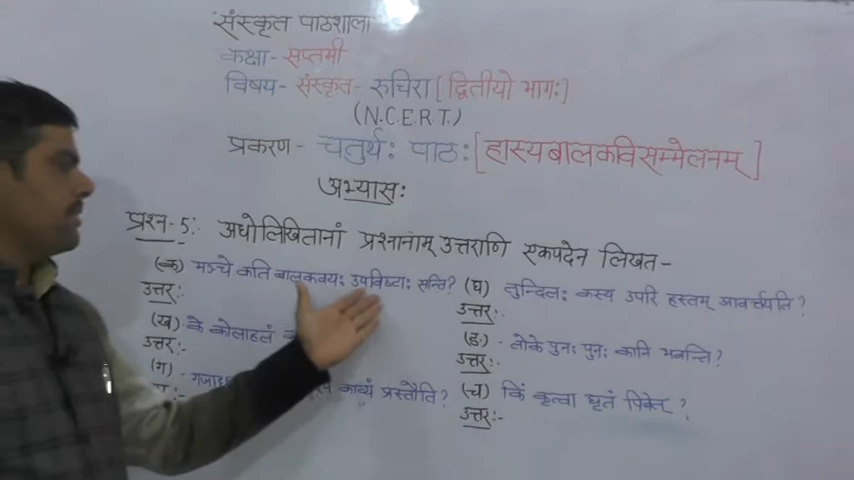 संस्कृत पाठशाला
कक्षा- सप्तमी
विषय- संस्कृत- रुचिरा [द्वितीयो भागः]
(N.C.E.R.T.)
प्रकरण- चतुर्थः पाठः [हास्यबालकविसम्मेलनम्]
अभ्यासः
प्रश्न-5:- अधोलिखितानां प्रश्नानाम् उत्तराणि एकपदेन लिखत-
(क) मञ्चे कति बालकवयः उपविष्टाः सन्ति?
उत्तर:-
(ख) के कोलाहलं
उत्तर:-
(ग)- काव्यं प्रस्तौति?
(घ) तुन्दिलः कस्य उपरि हस्तम् आवर्त्तयति?
उत्तर:-
(ङ)- लोके पुनः पुनः कानि भवन्ति?
उत्तर:-
(च) किं कृत्वा घृतं पिबेत्?
उत्तर:-